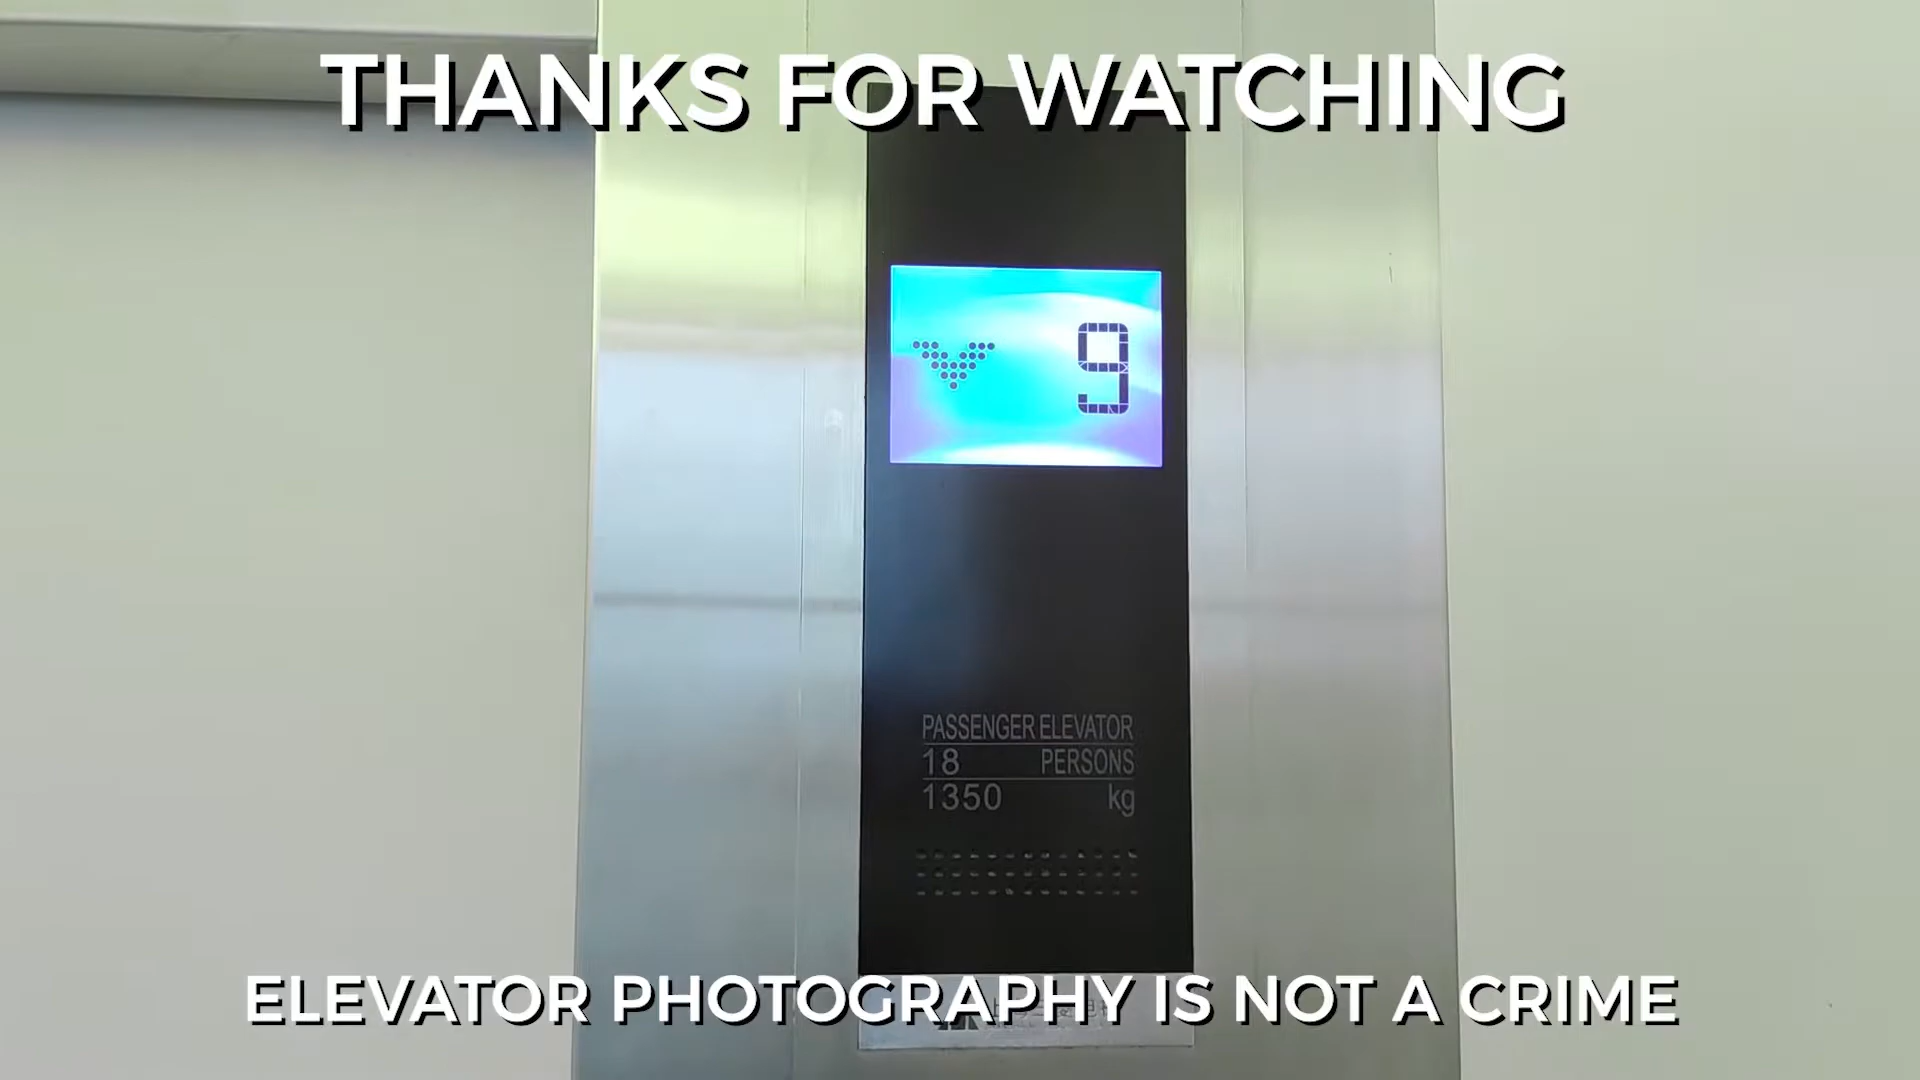 THANKS FOR WATCHING
9
PASSENGER ELEVATOR
18 PERSONS
1350 kg
ELEVATOR PHOTOGRAPHY IS NOT A CRIME